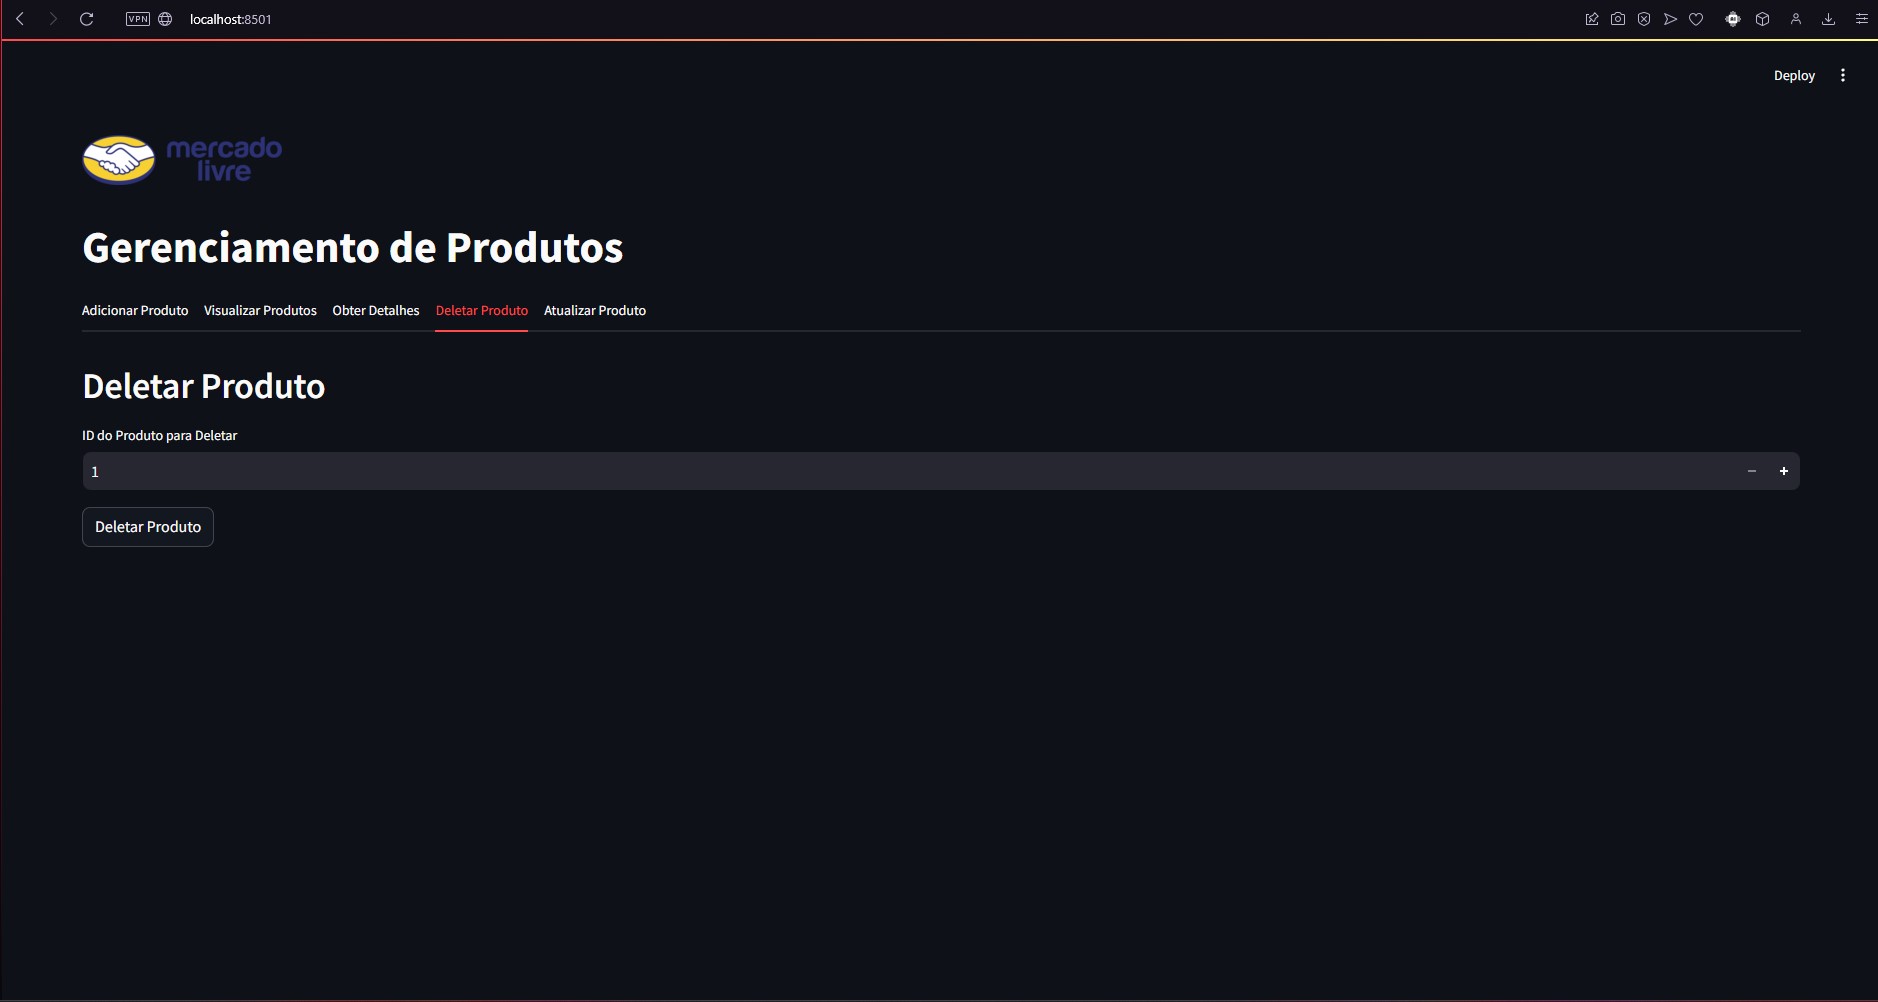 VPN localhost:8501
Deploy
mercado
livre
Gerenciamento de Produtos
Adicionar Produto Visualizar Produtos Obter Detalhes Deletar Produto Atualizar Produto
Deletar Produto
ID do Produto para Deletar
1
Deletar Produto